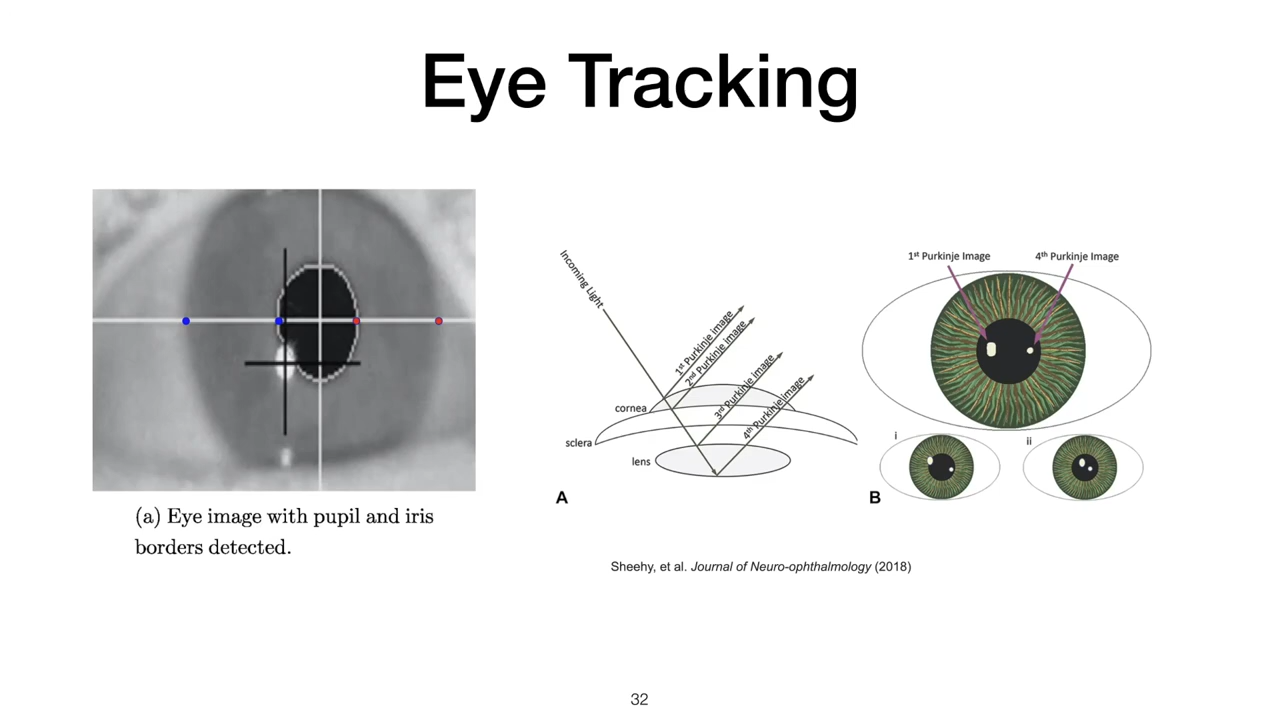 Eye Tracking
(a) Eye image with pupil and iris
borders detected.
Incoming Light
1st Purkinje image
2nd Purkinje image
3rd Purkinje image
4th Purkinje image
cornea
sclera
lens
A
1st Purkinje Image
4th Purkinje Image
i
ii
B
Sheehy, et al. Journal of Neuro-ophthalmology (2018)
32